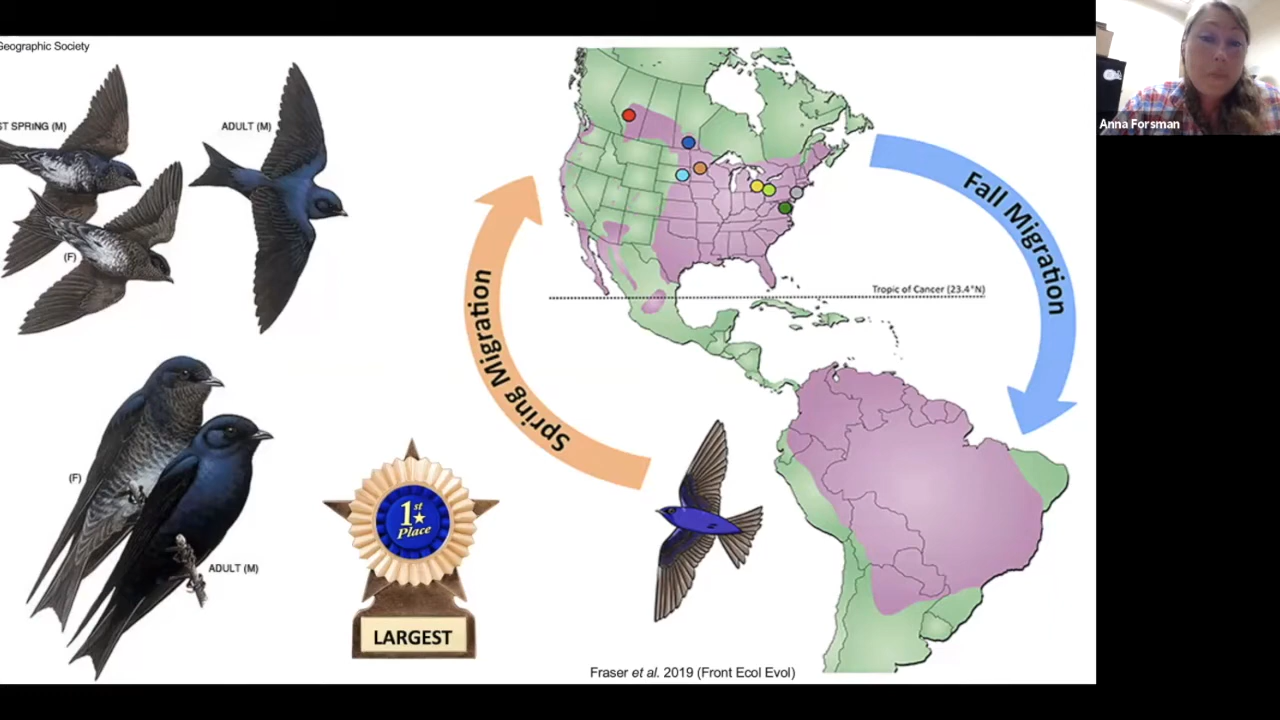 Geographic Society
ST SPRING (M)
ADULT (M)
(F)
(F)
ADULT (M)
1st
Place
LARGEST
Spring Migration
Fall Migration
Tropic of Cancer (23.4°N)
Fraser et al. 2019 (Front Ecol Evol)
Anna Forsman